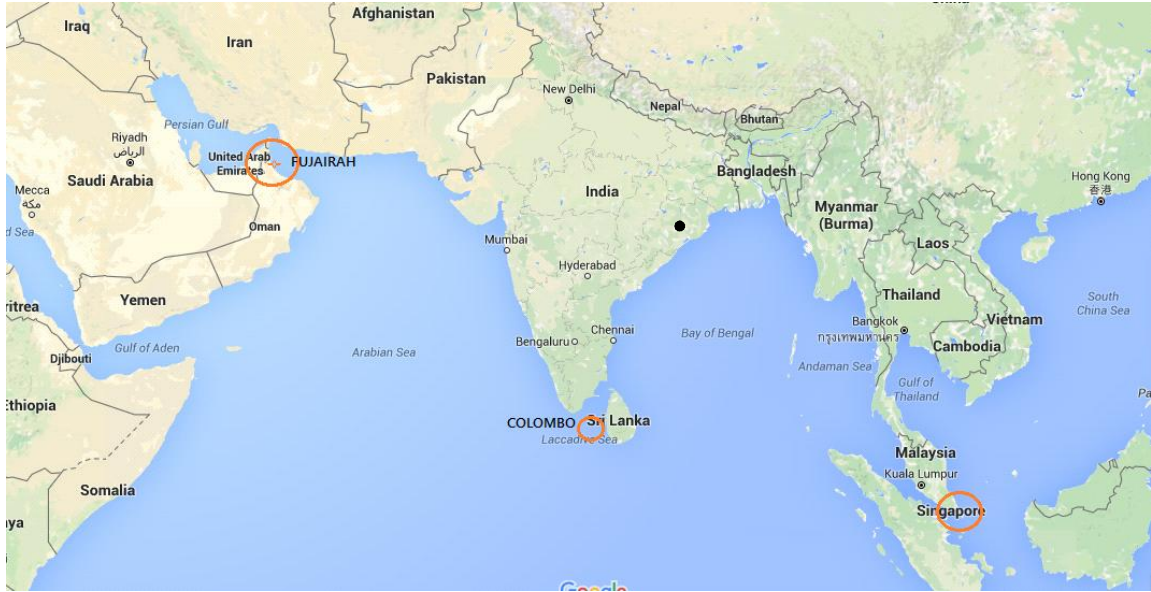 Afghanistan
Iraq
Iran
Pakistan
New Delhi
Nepal
Bhutan
Persian Gulf
Riyadh
الرياض
United Arab
Emirates
FUJAIRAH
Saudi Arabia
Mecca
مكة
d Sea
Oman
India
Bangladesh
Myanmar
(Burma)
Hong Kong
香港
Laos
Mumbai
Hyderabad
Yemen
ritrea
Thailand
South
China Sea
Bangkok
กรุงเทพมหานคร
Vietnam
Cambodia
Gulf of Aden
Djibouti
Arabian Sea
Bengaluru
Chennai
Bay of Bengal
Andaman Sea
Gulf of
Thailand
Ethiopia
COLOMBO
Sri Lanka
Laccadive Sea
Pa
Malaysia
Kuala Lumpur
Singapore
Somalia
ya